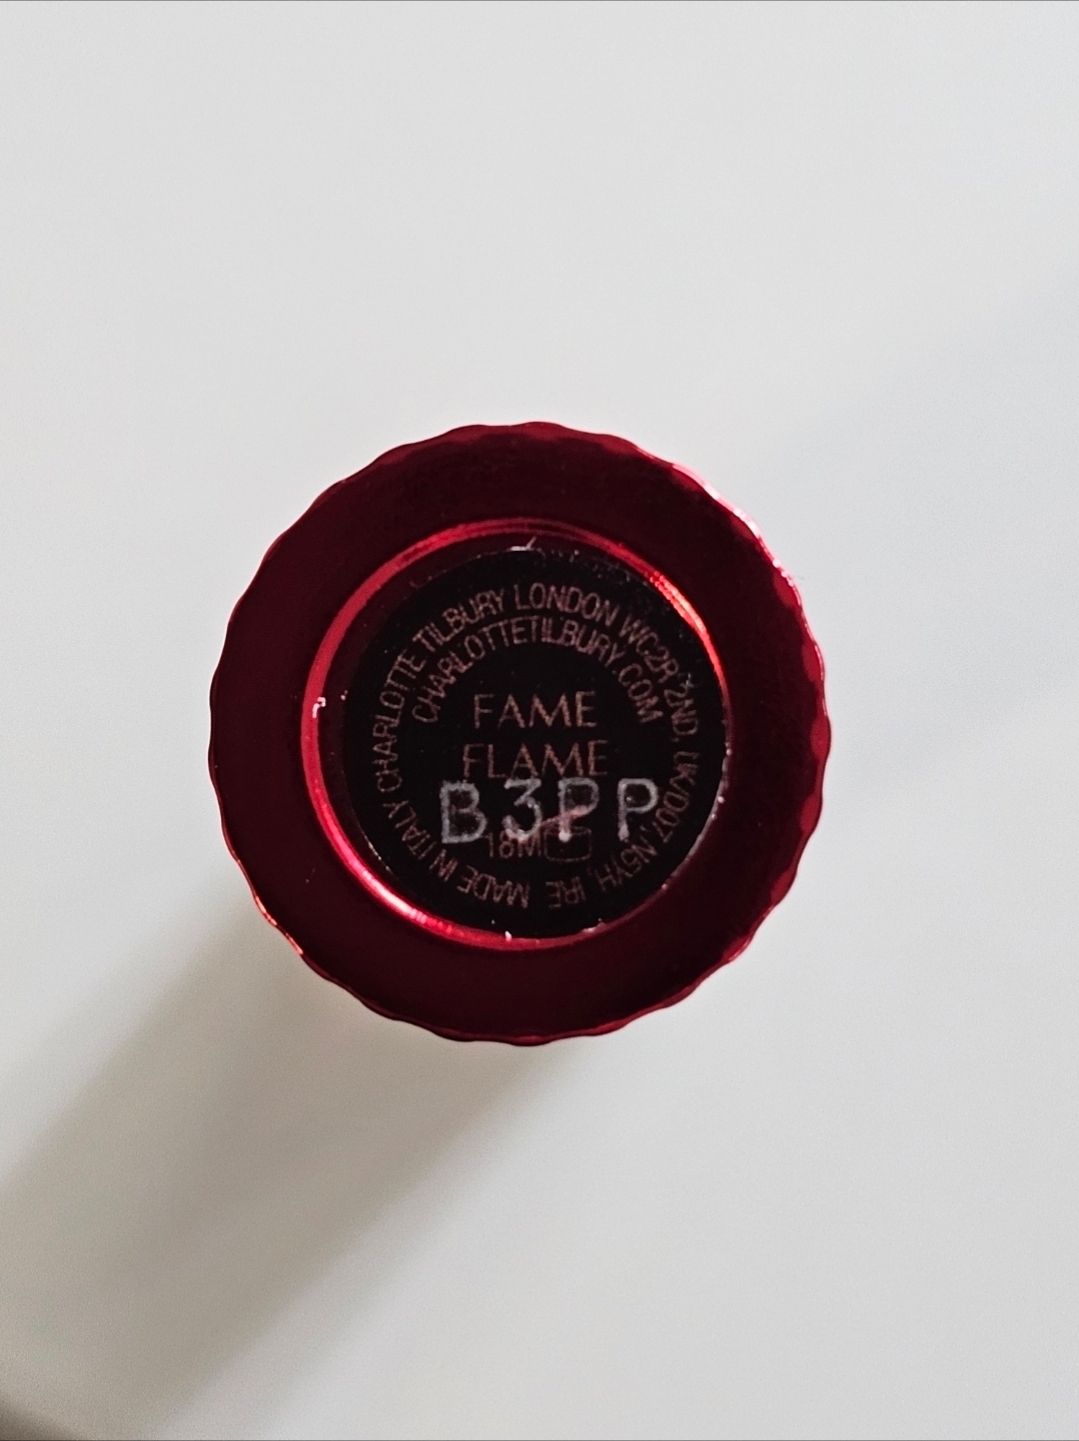 CHARLOTTE TILBURY LONDON WC2R 2ND, UK/D07 N5YH, IRE MADE IN ITALY
CHARLOTTETILBURY.COM
FAME
FLAME
B3PP
18M